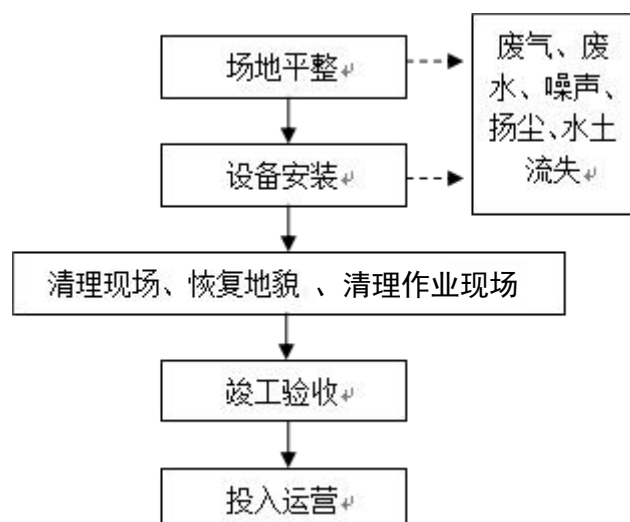 场地平整
废气、废
水、噪声、
扬尘、水土
流失
设备安装
清理现场、恢复地貌 、清理作业现场
竣工验收
投入运营